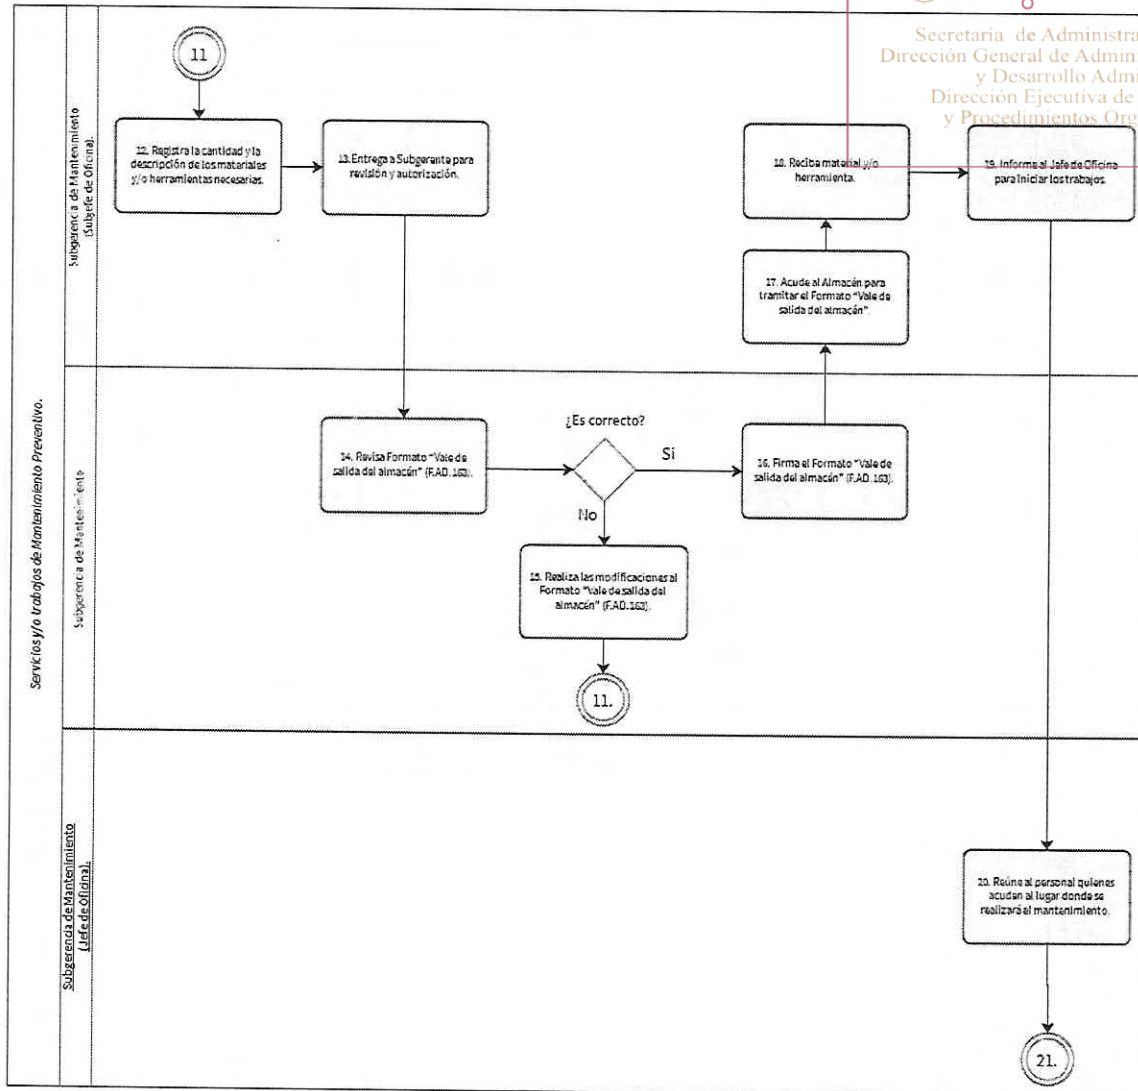 Secretaría de Administra
Dirección General de Admin
y Desarrollo Admi
Dirección Ejecutiva de
y Procedimientos Org
Servicios y/o trabajos de Mantenimiento Preventivo.
Subgerencia de Mantenimiento
(Subjefe de Oficina).
11
12. Registra la cantidad y la
descripción de los materiales
y/o herramientas necesarias.
13. Entrega a Subgerente para
revisión y autorización.
18. Recibe material y/o
herramienta.
19. Informe al Jefe de Oficina
para iniciar los trabajos.
17. Acude al Almacén para
tramitar el Formato "Vale de
salida del almacén".
Subgerencia de Mantenimiento
14. Revisa Formato "Vale de
salida del almacén" (F.AD.163).
¿Es correcto?
Sí
No
16. Firma el Formato "Vale de
salida del almacén" (F.AD.163).
15. Realiza las modificaciones al
Formato "Vale de salida del
almacén" (F.AD.163).
11.
Subgerencia de Mantenimiento
(Jefe de Oficina).
20. Reúne al personal quienes
acuden al lugar donde se
realizará el mantenimiento.
21.